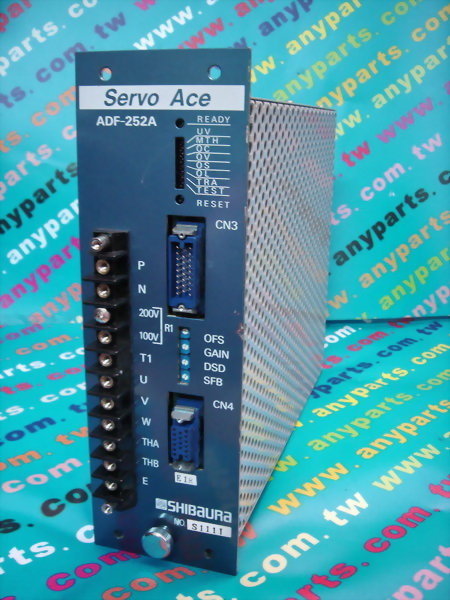 Servo Ace
ADF-252A
READY
UV
MTH
OC
OV
OS
OL
TRA
TEST
RESET
CN3
P
N
200V
100V
R1
T1
U
V
W
THA
THB
E
OFS
GAIN
DSD
SFB
CN4
SHIBAURA
NO. S1111
www.anyparts.com.tw